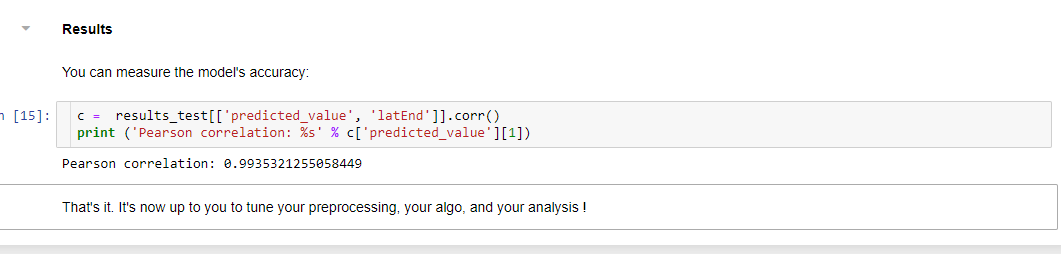 Results
You can measure the model's accuracy:
n [15]:
c =  results_test[['predicted_value', 'latEnd']].corr()
print ('Pearson correlation: %s' % c['predicted_value'][1])
Pearson correlation: 0.9935321255058449
That's it. It's now up to you to tune your preprocessing, your algo, and your analysis !